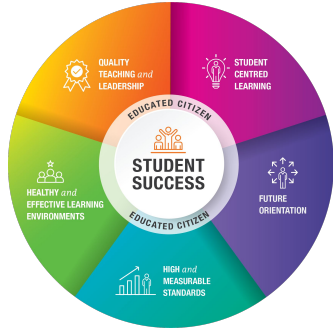 QUALITY
TEACHING and
LEADERSHIP
STUDENT
CENTRED
LEARNING
EDUCATED CITIZEN
STUDENT
SUCCESS
EDUCATED CITIZEN
HEALTHY and
EFFECTIVE LEARNING
ENVIRONMENTS
FUTURE
ORIENTATION
HIGH and
MEASURABLE
STANDARDS